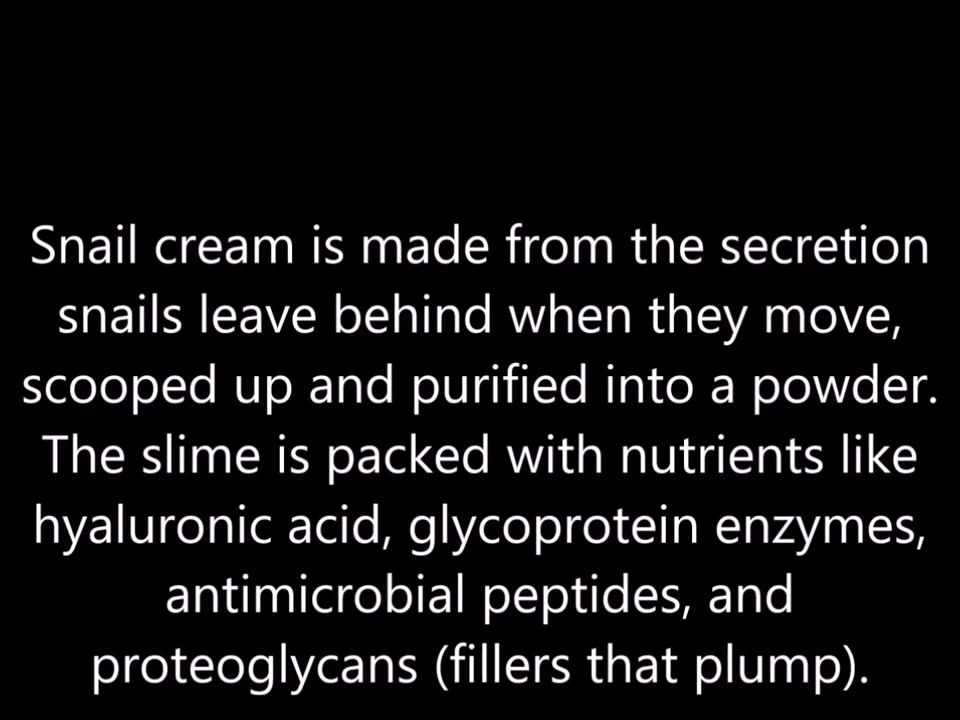 Snail cream is made from the secretion
snails leave behind when they move,
scooped up and purified into a powder.
The slime is packed with nutrients like
hyaluronic acid, glycoprotein enzymes,
antimicrobial peptides, and
proteoglycans (fillers that plump).